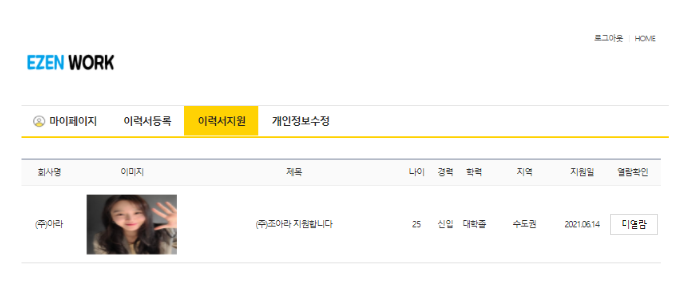 로그아웃 | HOME
EZEN WORK
마이페이지 이력서등록 이력서지원 개인정보수정
회사명 이미지 제목 나이 경력 학력 지역 지원일 열람확인
(주)아라 (주)조아라 지원합니다 25 신입 대학졸 수도권 2021.06.14 미열람